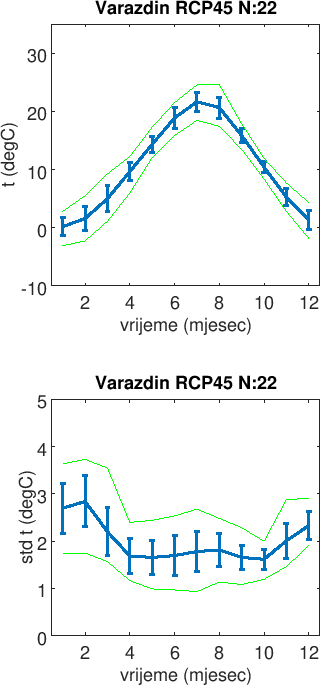 Varazdin RCP45 N:22
30
20
10
0
-10
t (degC)
2 4 6 8 10 12
vrijeme (mjesec)
Varazdin RCP45 N:22
5
4
3
2
1
0
std t (degC)
2 4 6 8 10 12
vrijeme (mjesec)